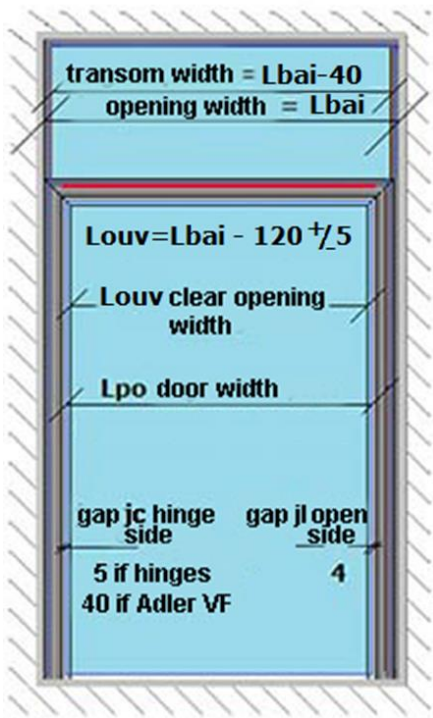 transom width = Lbai-40
opening width = Lbai
Louv=Lbai - 120 +/_5
Louv clear opening
width
Lpo door width
gap jc hinge
side
gap jl open
side
5 if hinges
40 if Adler VF
4